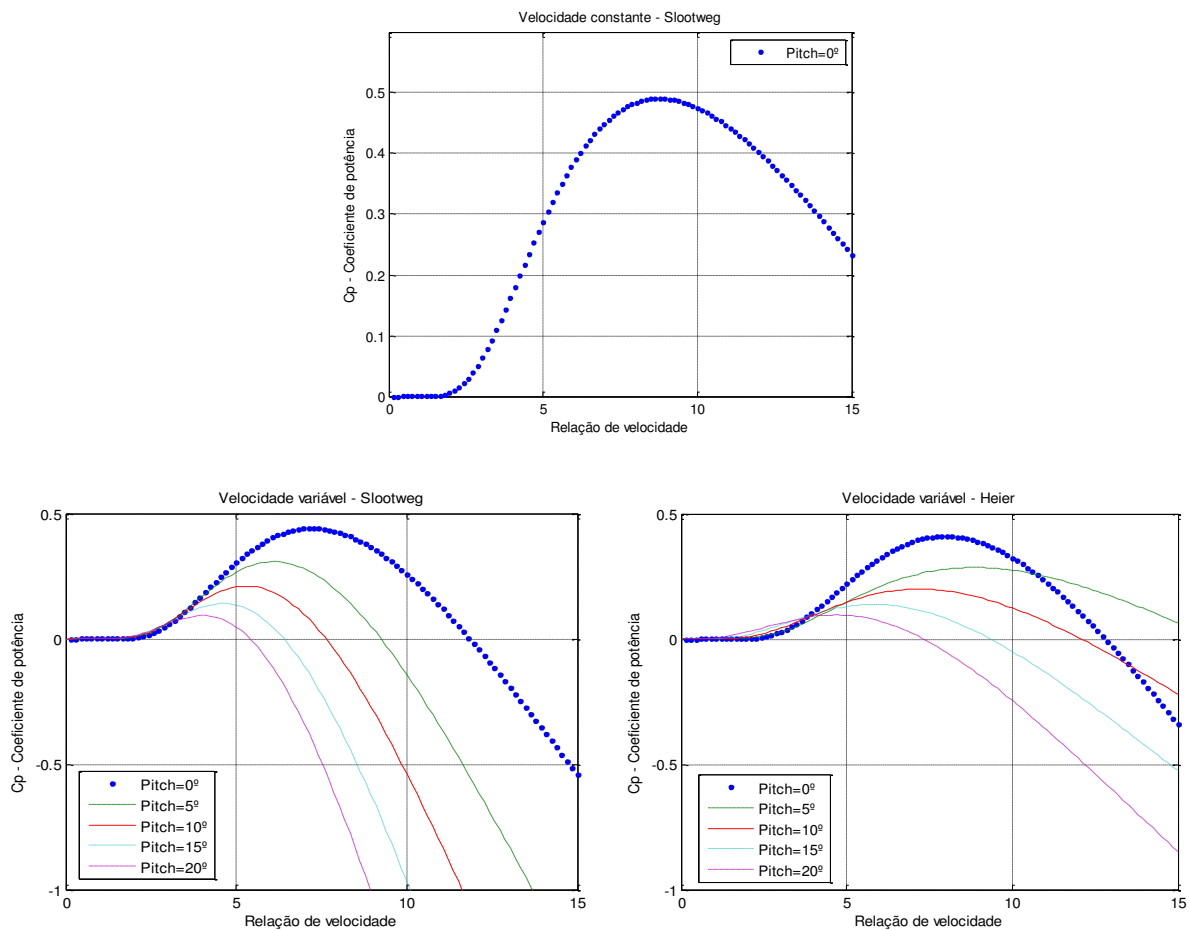 Velocidade constante - Slootweg
Pitch=0º
Cp - Coeficiente de potência
0.5
0.4
0.3
0.2
0.1
0
0 5 10 15
Relação de velocidade
Velocidade variável - Slootweg
Cp - Coeficiente de potência
0.5
0
-0.5
-1
Pitch=0º
Pitch=5º
Pitch=10º
Pitch=15º
Pitch=20º
0 5 10 15
Relação de velocidade
Velocidade variável - Heier
Cp - Coeficiente de potência
0.5
0
-0.5
-1
Pitch=0º
Pitch=5º
Pitch=10º
Pitch=15º
Pitch=20º
0 5 10 15
Relação de velocidade